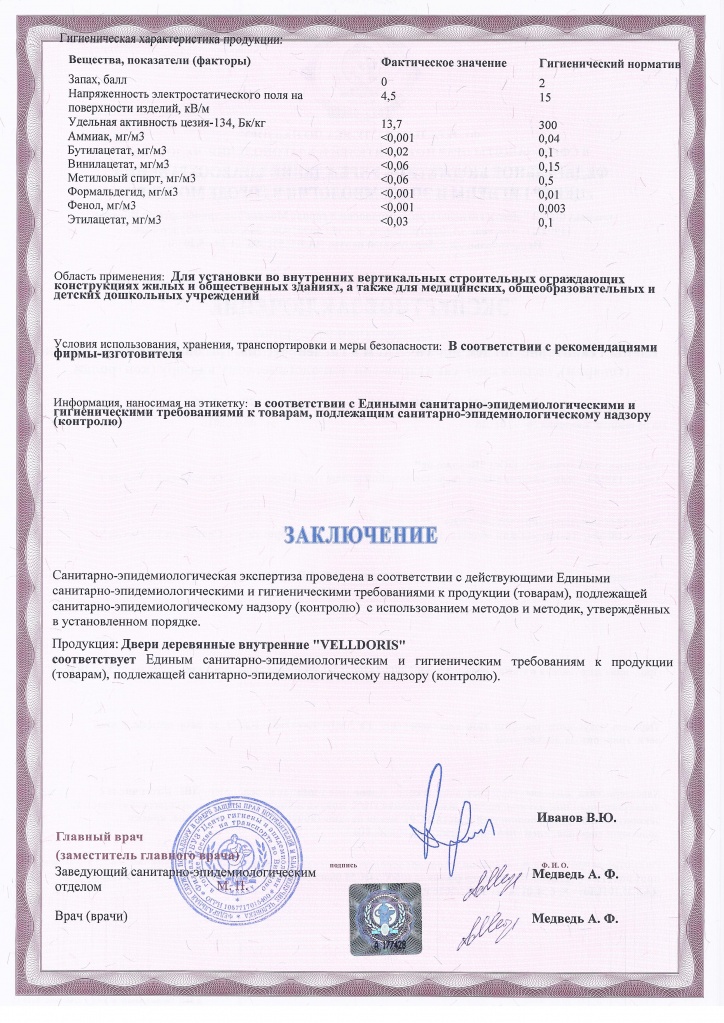 Гигиеническая характеристика продукции:
Вещества, показатели (факторы) Фактическое значение Гигиенический норматив
Запах, балл 0 2
Напряженность электростатического поля на 4,5 15
поверхности изделий, кВ/м
Удельная активность цезия-134, Бк/кг 13,7 300
Аммиак, мг/м3 <0,001 0,04
Бутилацетат, мг/м3 <0,02 0,1
Винилацетат, мг/м3 <0,06 0,15
Метиловый спирт, мг/м3 <0,06 0,5
Формальдегид, мг/м3 <0,001 0,01
Фенол, мг/м3 <0,001 0,003
Этилацетат, мг/м3 <0,03 0,1
Область применения: Для установки во внутренних вертикальных строительных ограждающих
конструкциях жилых и общественных зданиях, а также для медицинских, общеобразовательных и
детских дошкольных учреждений
Условия использования, хранения, транспортировки и меры безопасности: В соответствии с рекомендациями
фирмы-изготовителя
Информация, наносимая на этикетку: в соответствии с Едиными санитарно-эпидемиологическими и
гигиеническими требованиями к товарам, подлежащим санитарно-эпидемиологическому надзору
(контролю)
ЗАКЛЮЧЕНИЕ
Санитарно-эпидемиологическая экспертиза проведена в соответствии с действующими Едиными
санитарно-эпидемиологическими и гигиеническими требованиями к продукции (товарам), подлежащей
санитарно-эпидемиологическому надзору (контролю) с использованием методов и методик, утверждённых
в установленном порядке.
Продукция: Двери деревянные внутренние "VELLDORIS"
соответствует Единым санитарно-эпидемиологическим и гигиеническим требованиям к продукции
(товарам), подлежащей санитарно-эпидемиологическому надзору (контролю).
Иванов В.Ю.
Главный врач
(заместитель главного врача)
подпись Ф. И. О.
Заведующий санитарно-эпидемиологическим Медведь А. Ф.
отделом
М. П.
Врач (врачи) Медведь А. Ф.
А 177429